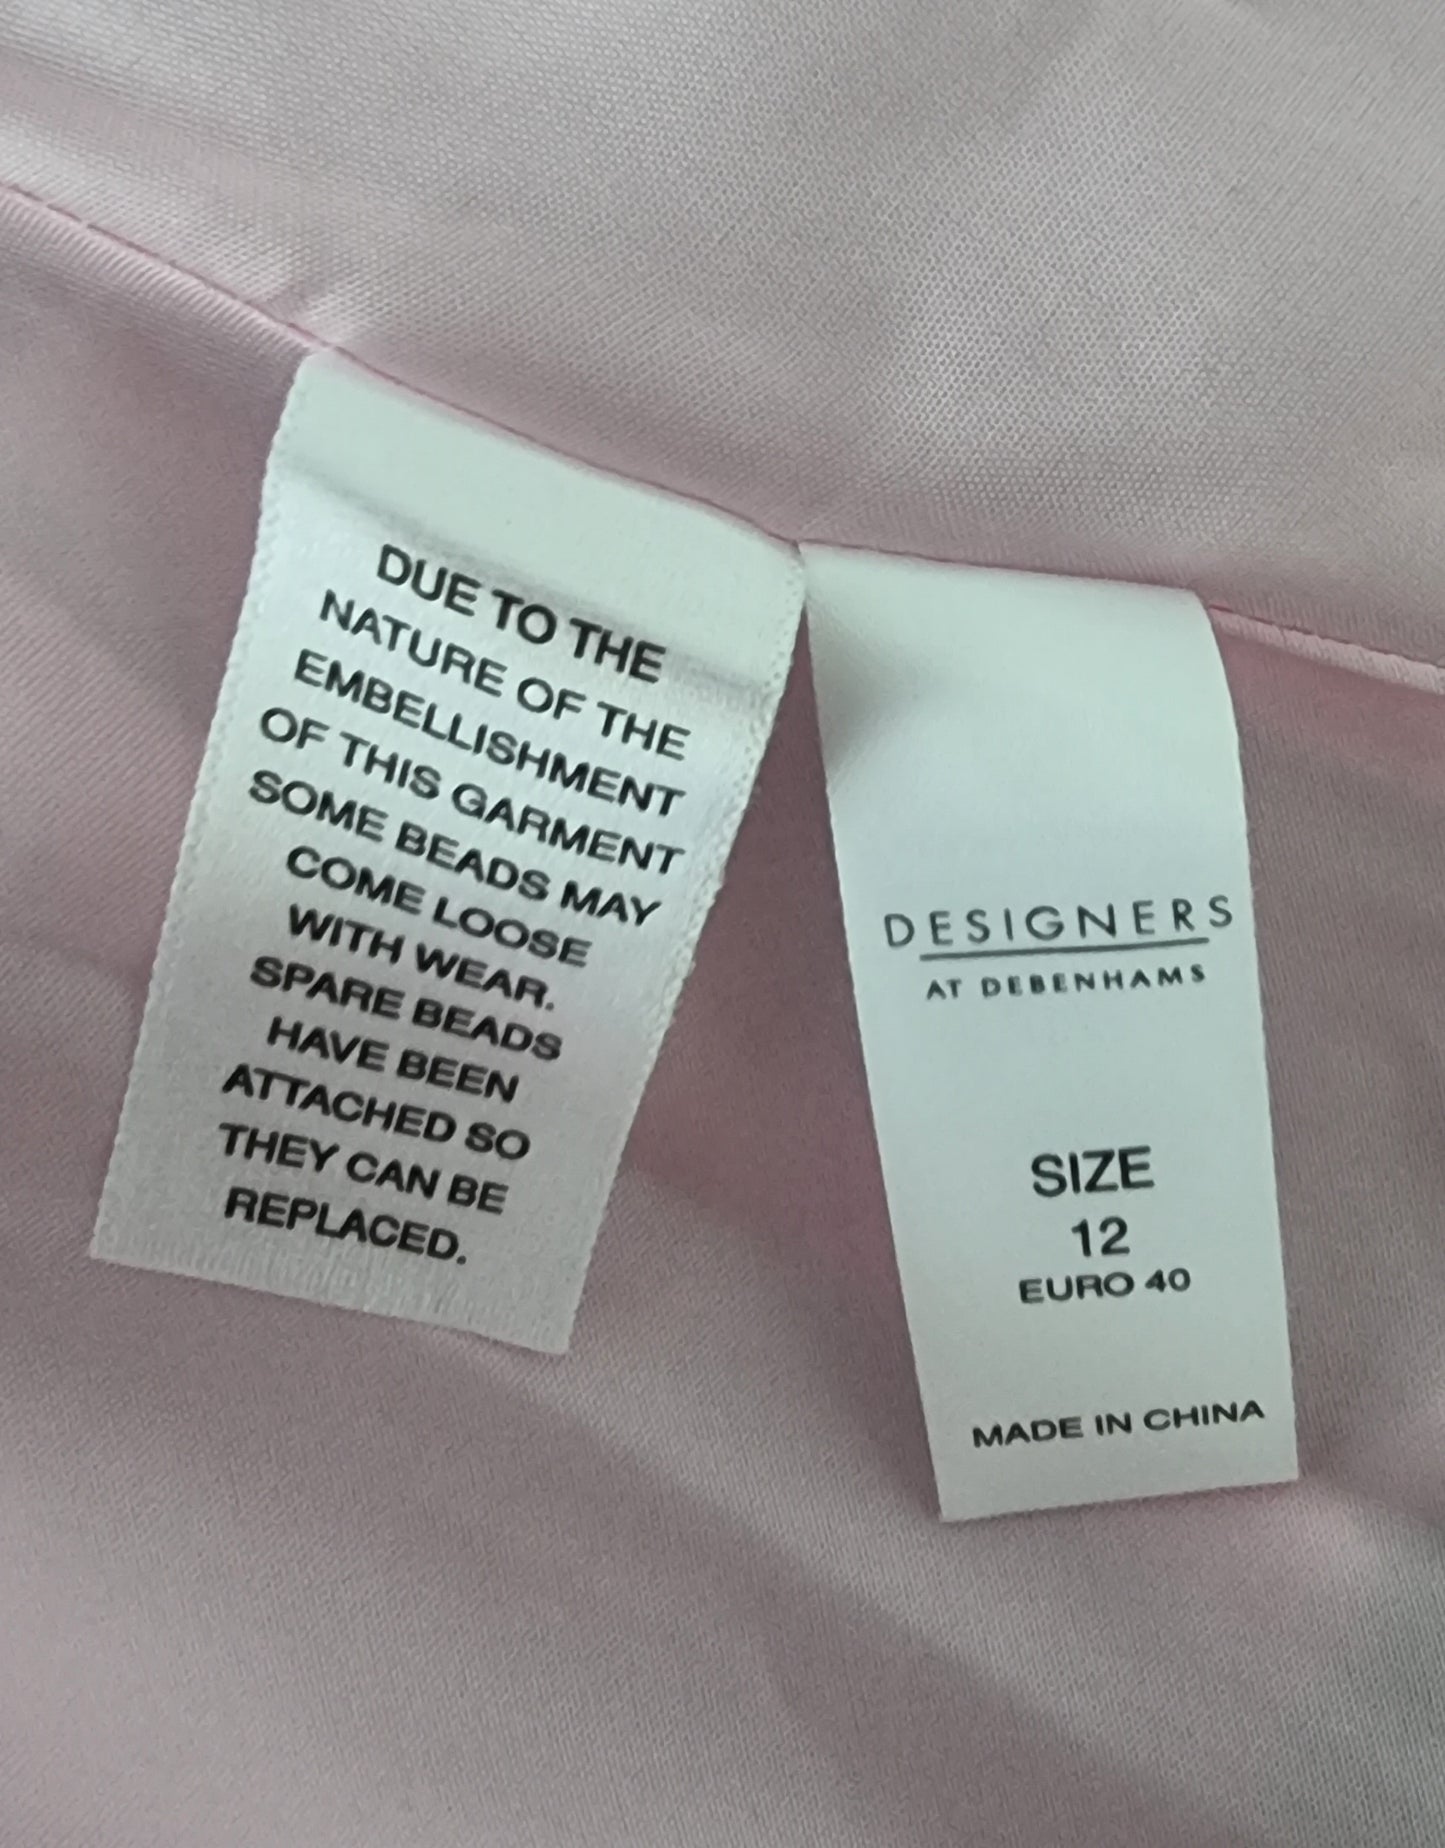 DUE TO THE
NATURE OF THE
EMBELLISHMENT
OF THIS GARMENT
SOME BEADS MAY
COME LOOSE
WITH WEAR.
SPARE BEADS
HAVE BEEN
ATTACHED SO
THEY CAN BE
REPLACED.
DESIGNERS
AT DEBENHAMS
SIZE
12
EURO 40
MADE IN CHINA